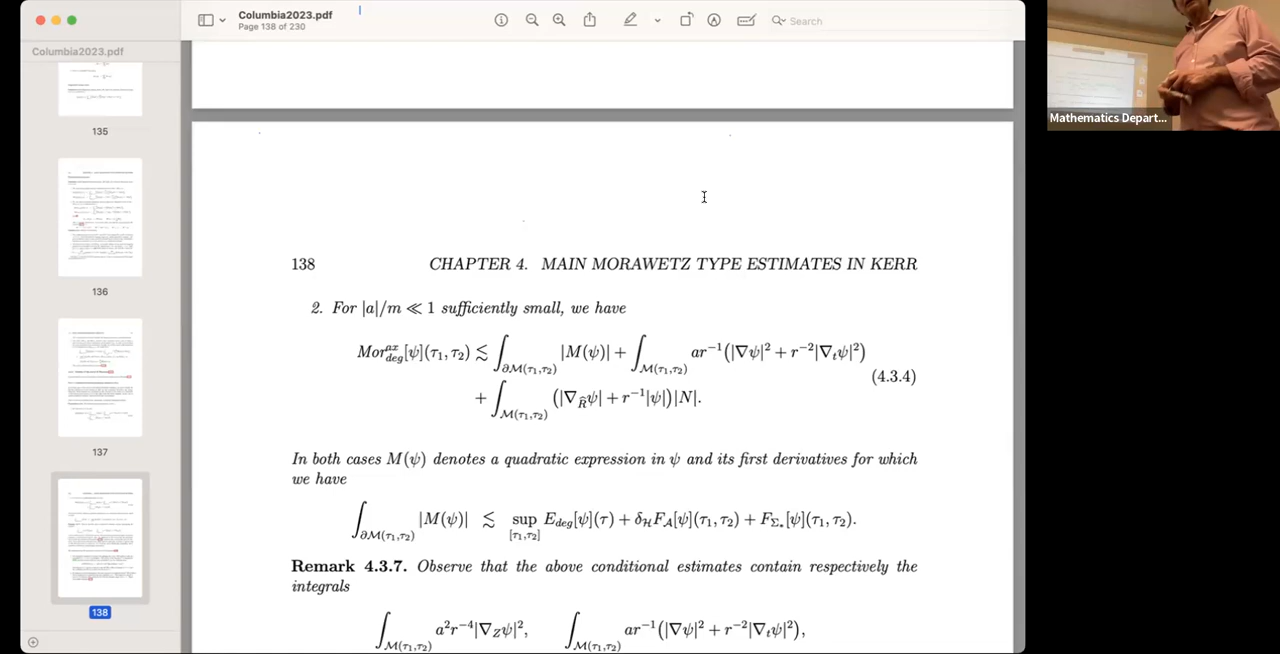 Columbia2023.pdf
Page 138 of 230
Search
Columbia2023.pdf
135
136
137
138
Mathematics Depart...
138 CHAPTER 4. MAIN MORAWETZ TYPE ESTIMATES IN KERR
2. For |a|/m ≪ 1 sufficiently small, we have
Mor^{ax}_{deg}[ψ](τ₁,τ₂) ≲ ∫_{∂M(τ₁,τ₂)} |M(ψ)| + ∫_{M(τ₁,τ₂)} ar⁻¹(|∇ψ|² + r⁻²|∇_tψ|²)
+ ∫_{M(τ₁,τ₂)} (|∇_{R̂}ψ| + r⁻¹|ψ|)|N|. (4.3.4)
In both cases M(ψ) denotes a quadratic expression in ψ and its first derivatives for which
we have
∫_{∂M(τ₁,τ₂)} |M(ψ)| ≲ sup_{[τ₁,τ₂]} E_{deg}[ψ](τ) + δ_H F_A[ψ](τ₁,τ₂) + F_{Σ_*}[ψ](τ₁,τ₂).
Remark 4.3.7. Observe that the above conditional estimates contain respectively the
integrals
∫_{M(τ₁,τ₂)} a²r⁻⁴|∇_Zψ|², ∫_{M(τ₁,τ₂)} ar⁻¹(|∇ψ|² + r⁻²|∇_tψ|²),